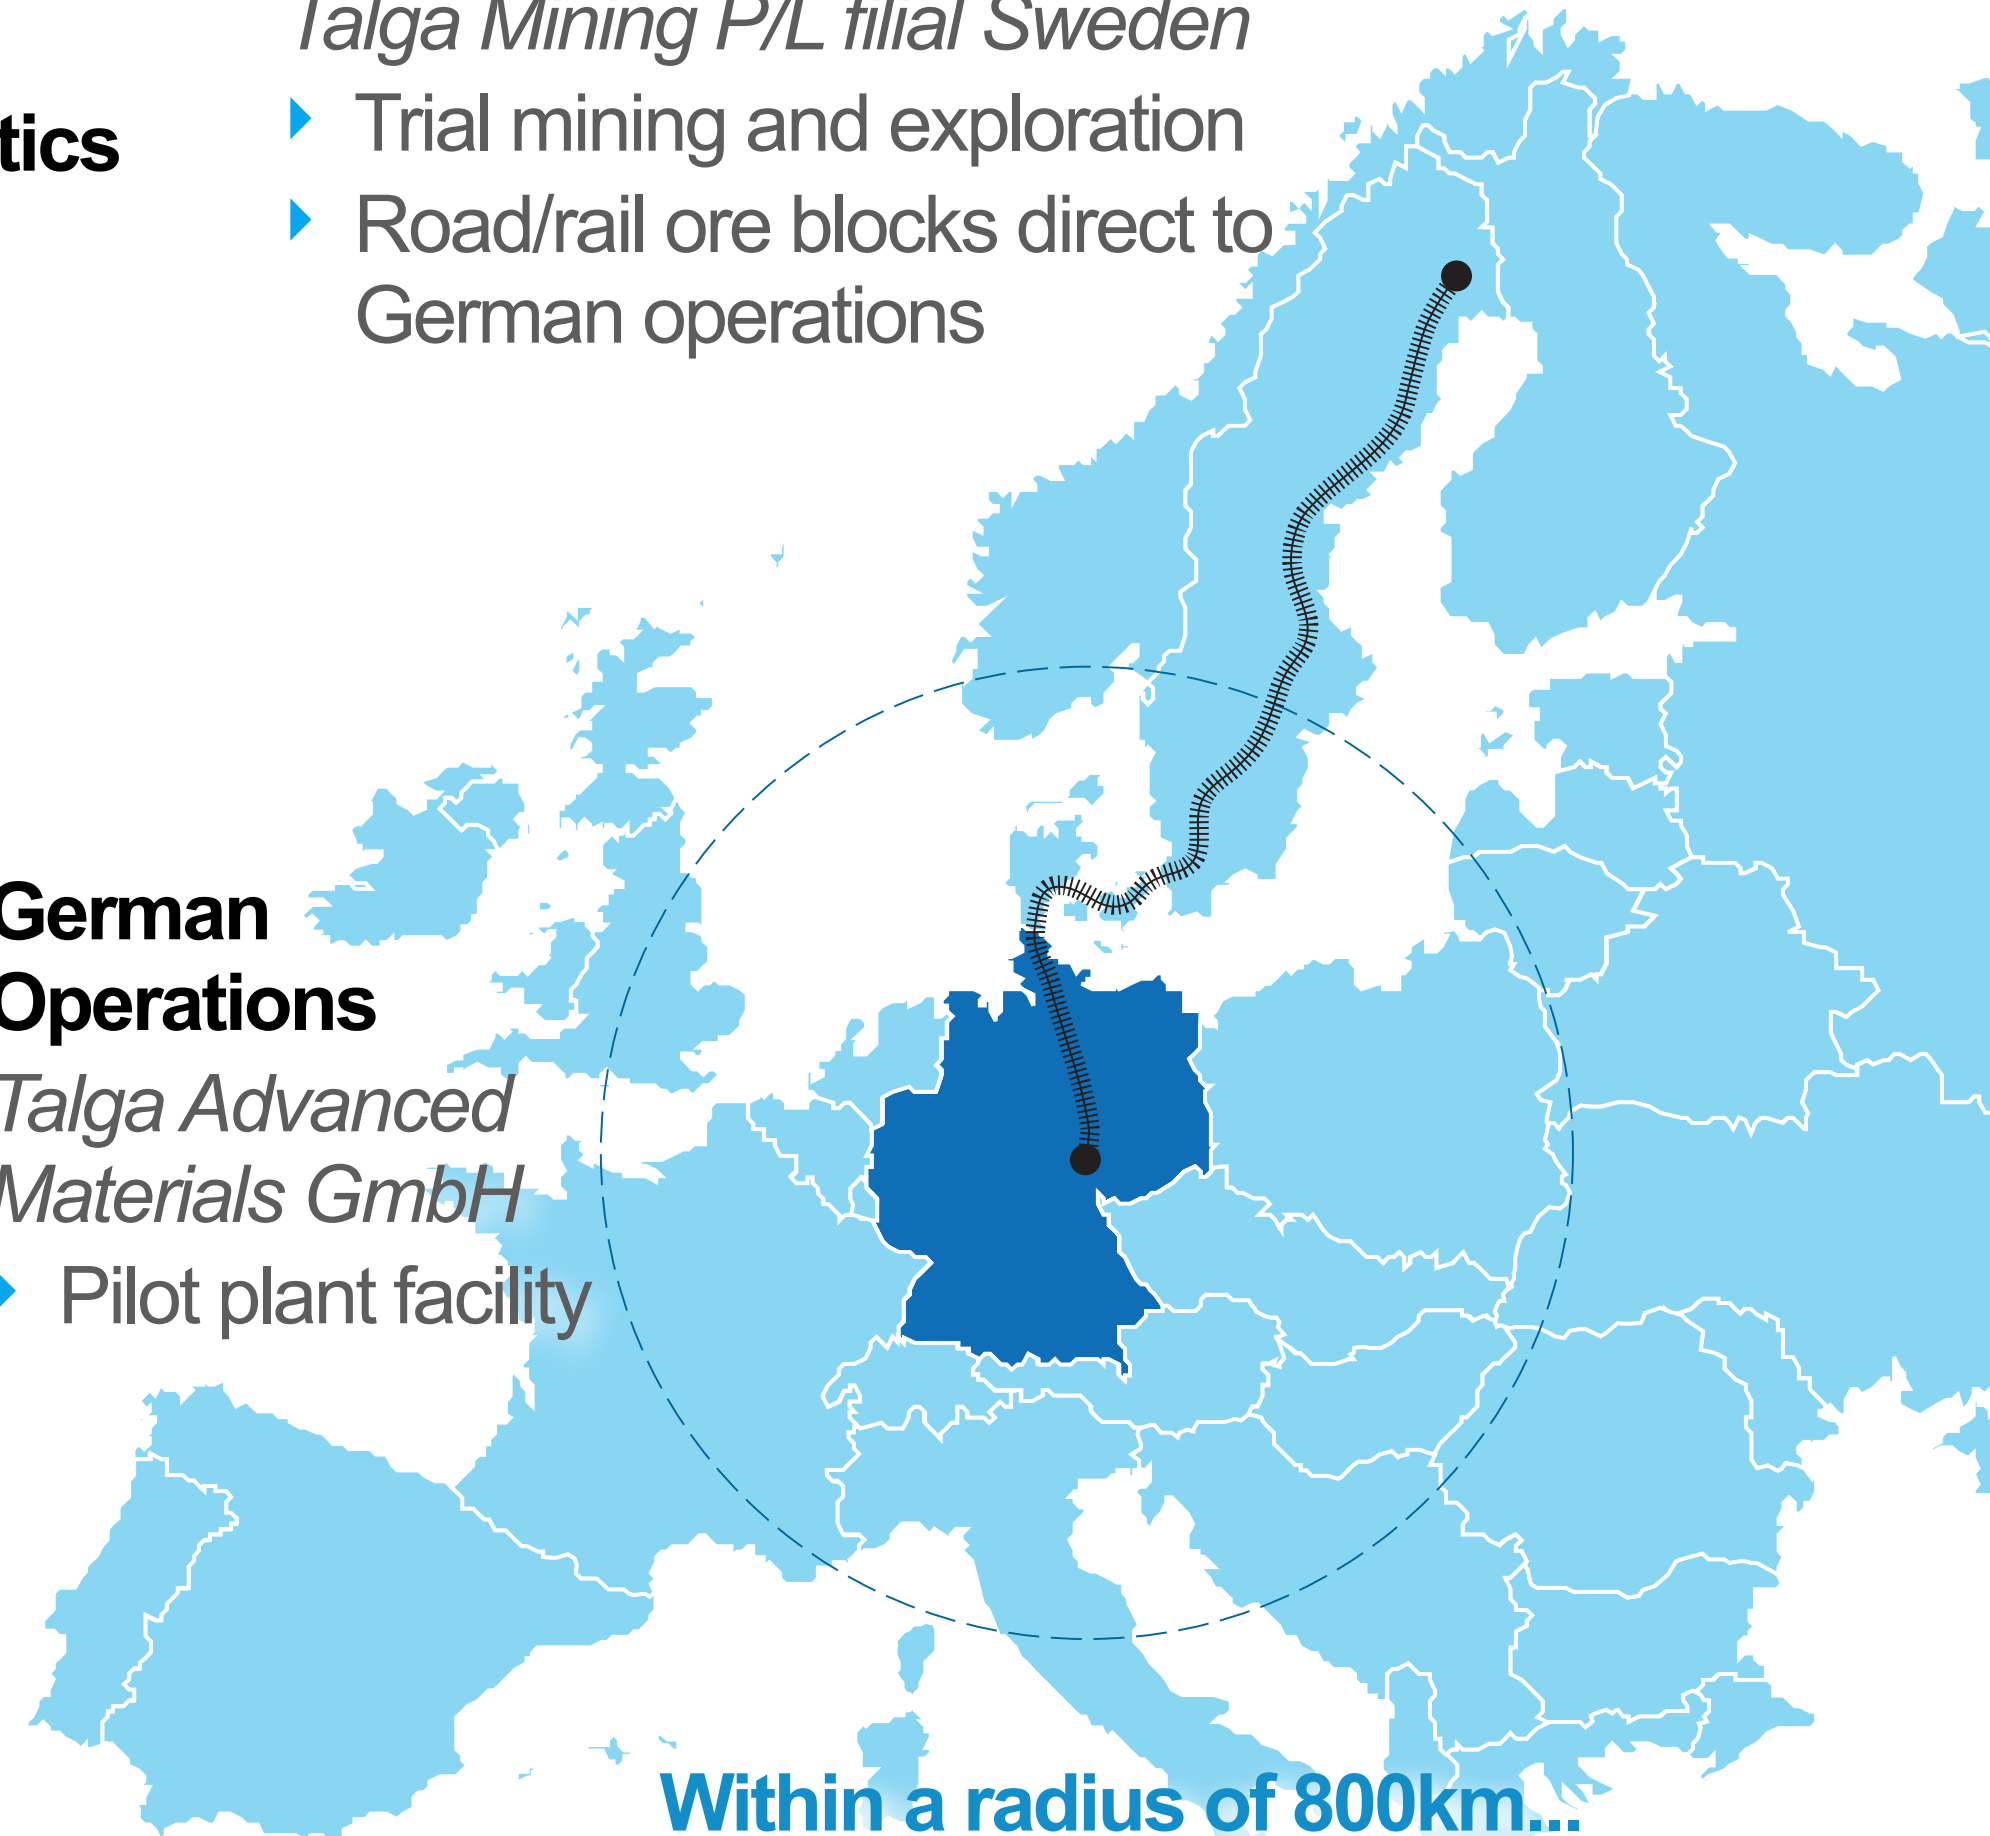 Talga Mining P/L filial Sweden
Trial mining and exploration
Road/rail ore blocks direct to
German operations
tics
German
Operations
Talga Advanced
Materials GmbH
Pilot plant facility
Within a radius of 800km...